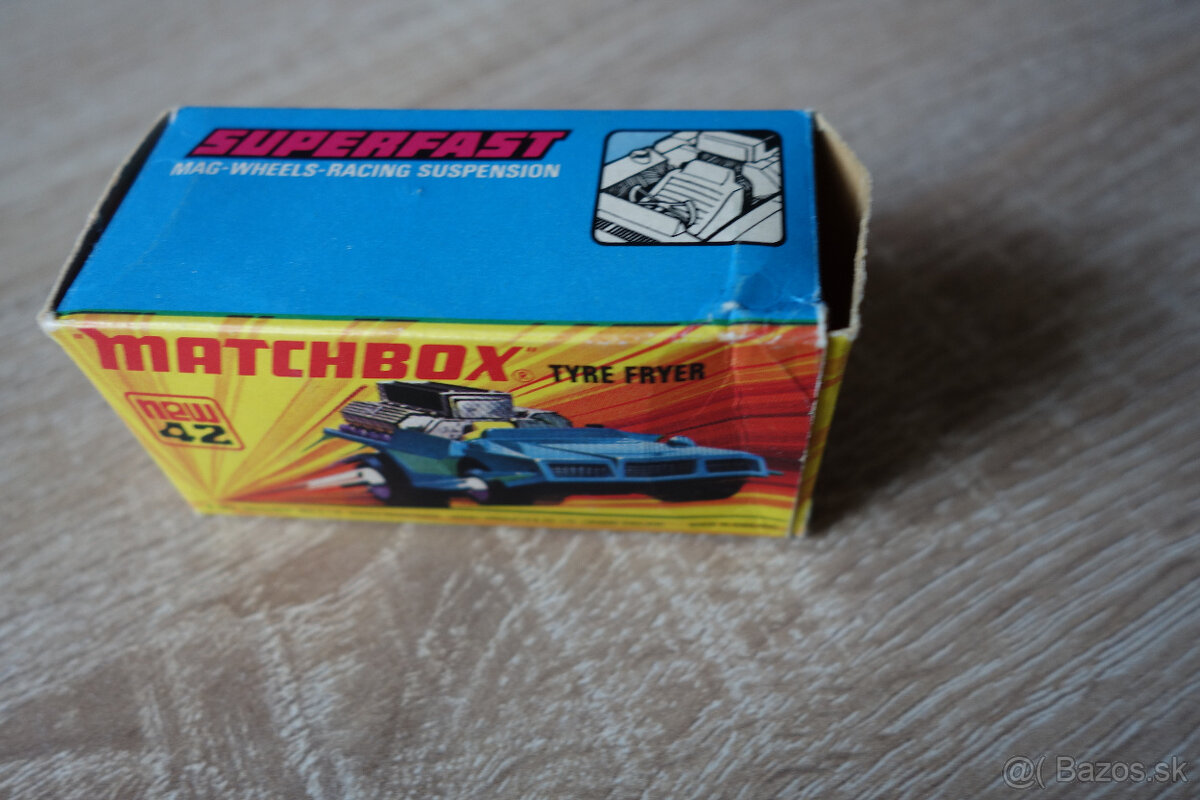 SUPERFAST
MAG-WHEELS-RACING SUSPENSION
"MATCHBOX"® TYRE FRYER
new
42
@( Bazos.sk